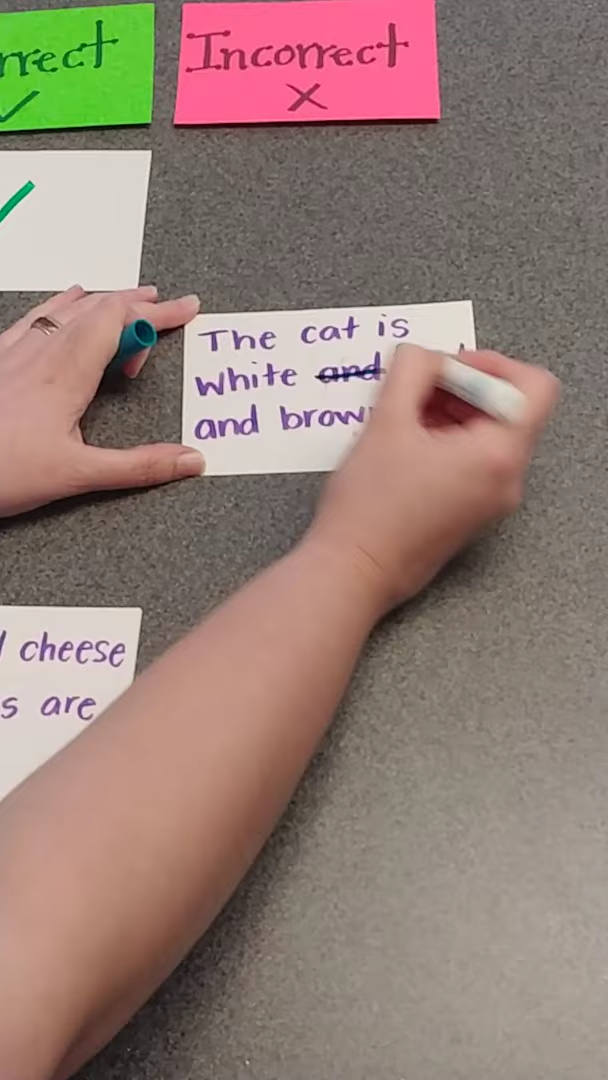 rrect
Incorrect
The cat is
white and
and brow
cheese
s are